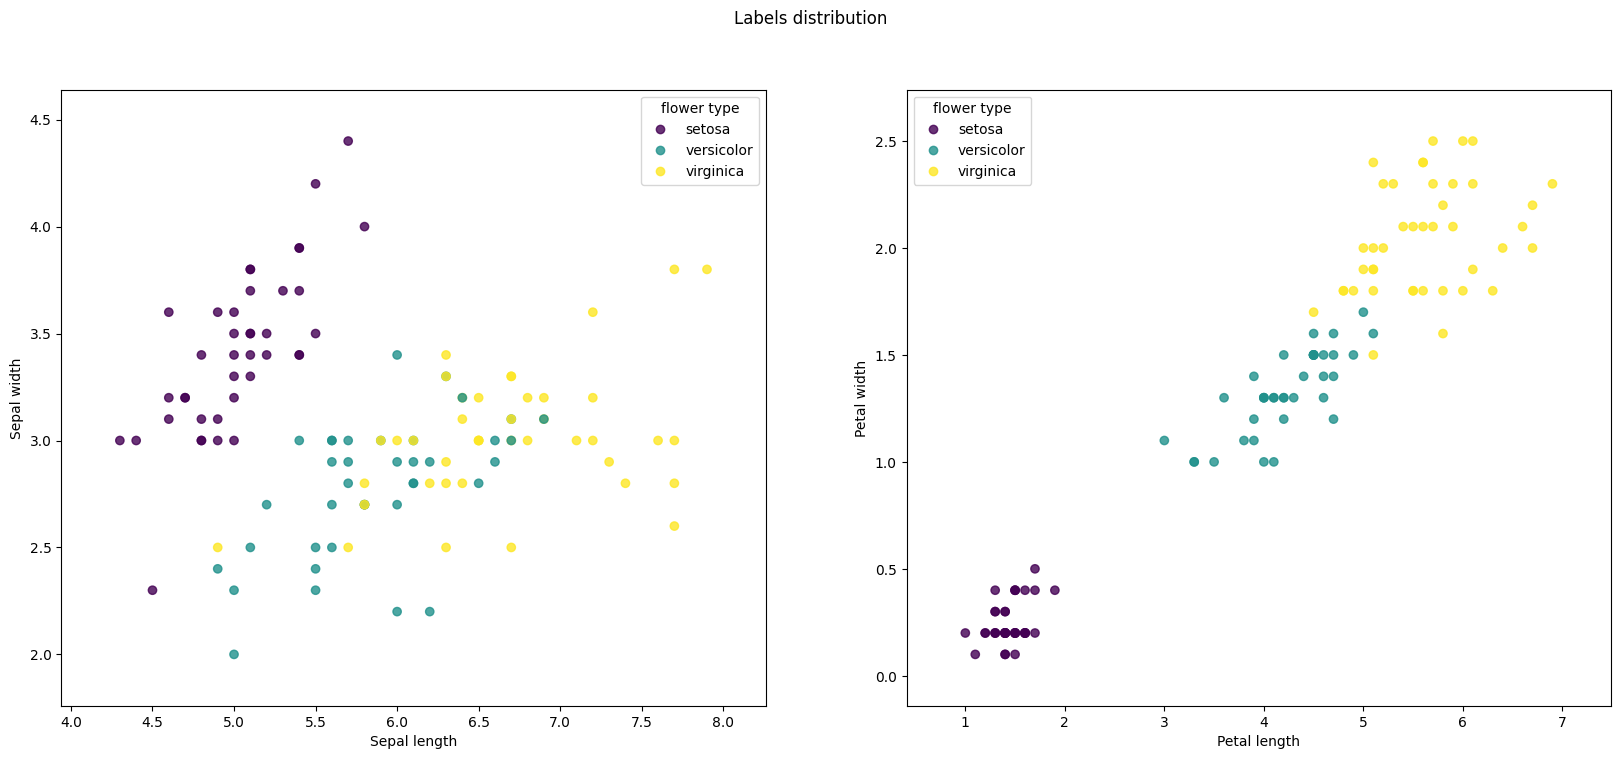 Labels distribution
flower type
setosa
versicolor
virginica
4.5
4.0
3.5
3.0
2.5
2.0
Sepal width
4.0 4.5 5.0 5.5 6.0 6.5 7.0 7.5 8.0
Sepal length
flower type
setosa
versicolor
virginica
2.5
2.0
1.5
1.0
0.5
0.0
Petal width
1 2 3 4 5 6 7
Petal length